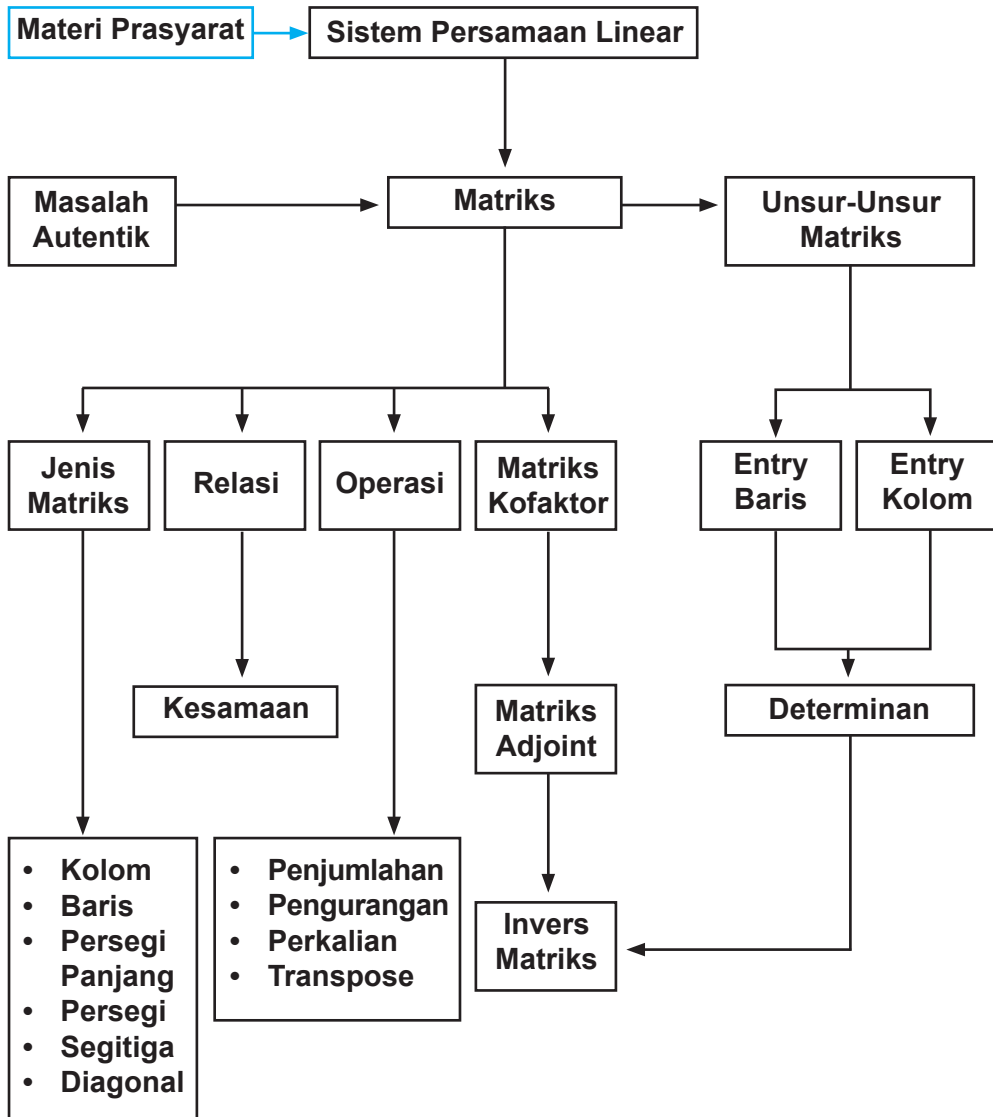 Materi Prasyarat
Sistem Persamaan Linear
Masalah
Autentik
Matriks
Unsur-Unsur
Matriks
Jenis
Matriks
Relasi
Operasi
Matriks
Kofaktor
Entry
Baris
Entry
Kolom
Kesamaan
Matriks
Adjoint
Determinan
• Kolom
• Baris
• Persegi
Panjang
• Persegi
• Segitiga
• Diagonal
• Penjumlahan
• Pengurangan
• Perkalian
• Transpose
Invers
Matriks